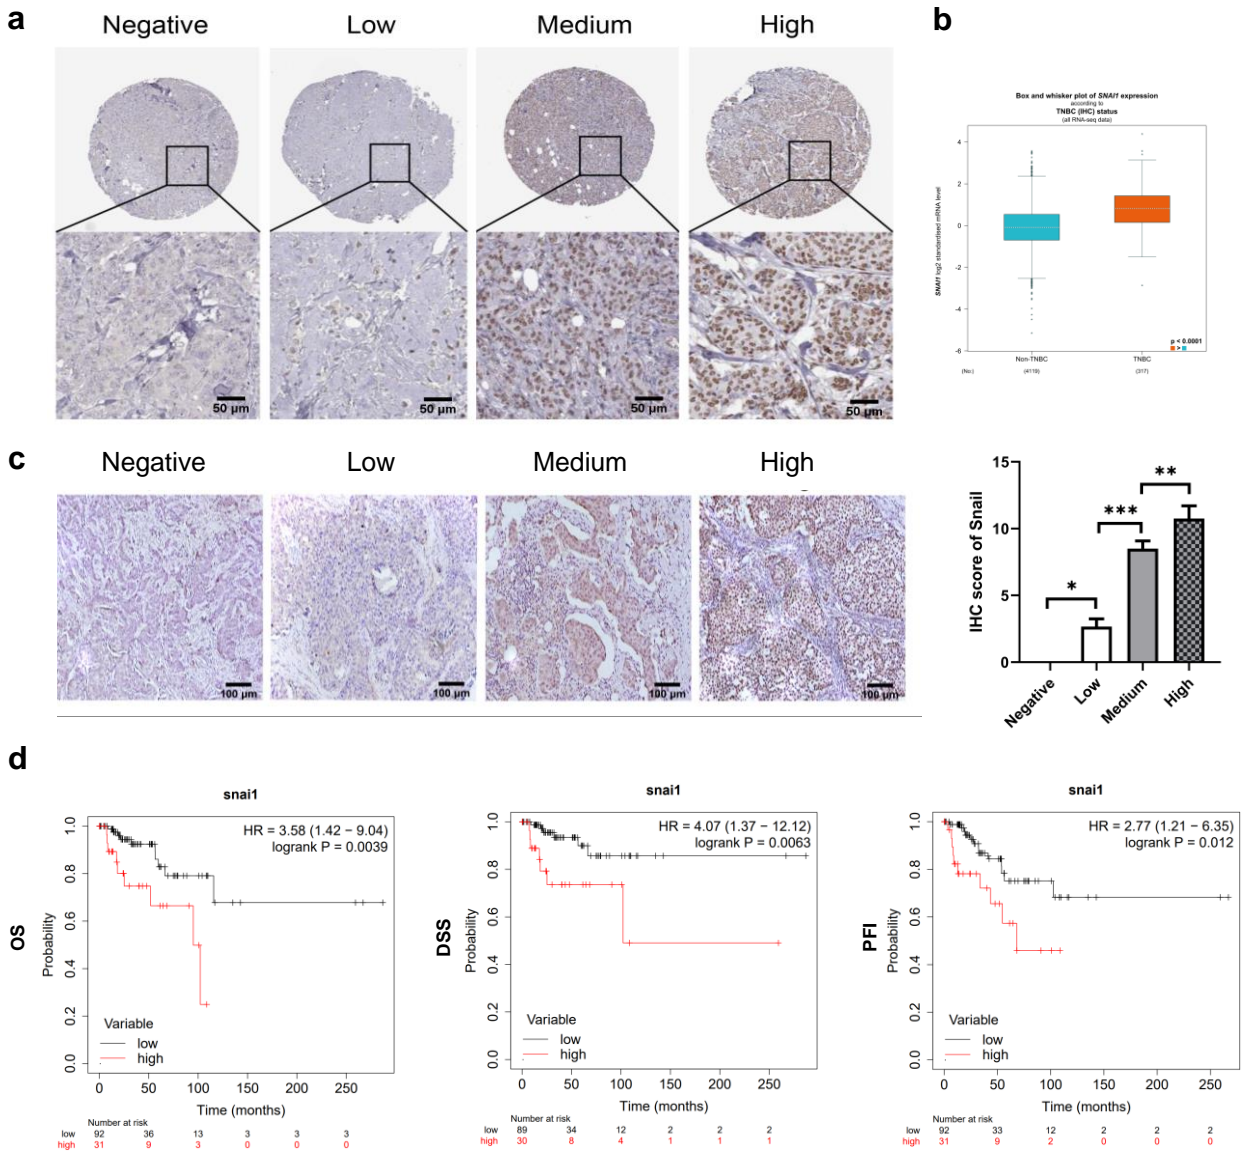 a
Negative Low Medium High
50 µm 50 µm 50 µm 50 µm
b
Box and whisker plot of SNAI1 expression
according to
TNBC (IHC) status
(all RNA-seq data)
SNAI1 log2 standardised mRNA level
4
2
0
-2
-4
-6
p < 0.0001
>
Non-TNBC TNBC
(No.) (4119) (317)
c
Negative Low Medium High
100 µm 100 µm 100 µm 100 µm
IHC score of Snail
15
10
5
0
* *** **
Negative Low Medium High
d
OS
snai1
HR = 3.58 (1.42 − 9.04)
logrank P = 0.0039
Probability
1.0
0.8
0.6
0.4
0.2
0.0
Variable
low
high
0 50 100 150 200 250
Time (months)
Number at risk
low 92 36 13 3 3 3
high 31 9 3 0 0 0
DSS
snai1
HR = 4.07 (1.37 − 12.12)
logrank P = 0.0063
Probability
1.0
0.8
0.6
0.4
0.2
0.0
Variable
low
high
0 50 100 150 200 250
Time (months)
Number at risk
low 89 34 12 2 2 2
high 30 8 4 1 1 1
PFI
snai1
HR = 2.77 (1.21 − 6.35)
logrank P = 0.012
Probability
1.0
0.8
0.6
0.4
0.2
0.0
Variable
low
high
0 50 100 150 200 250
Time (months)
Number at risk
low 92 33 12 2 2 2
high 31 9 2 0 0 0